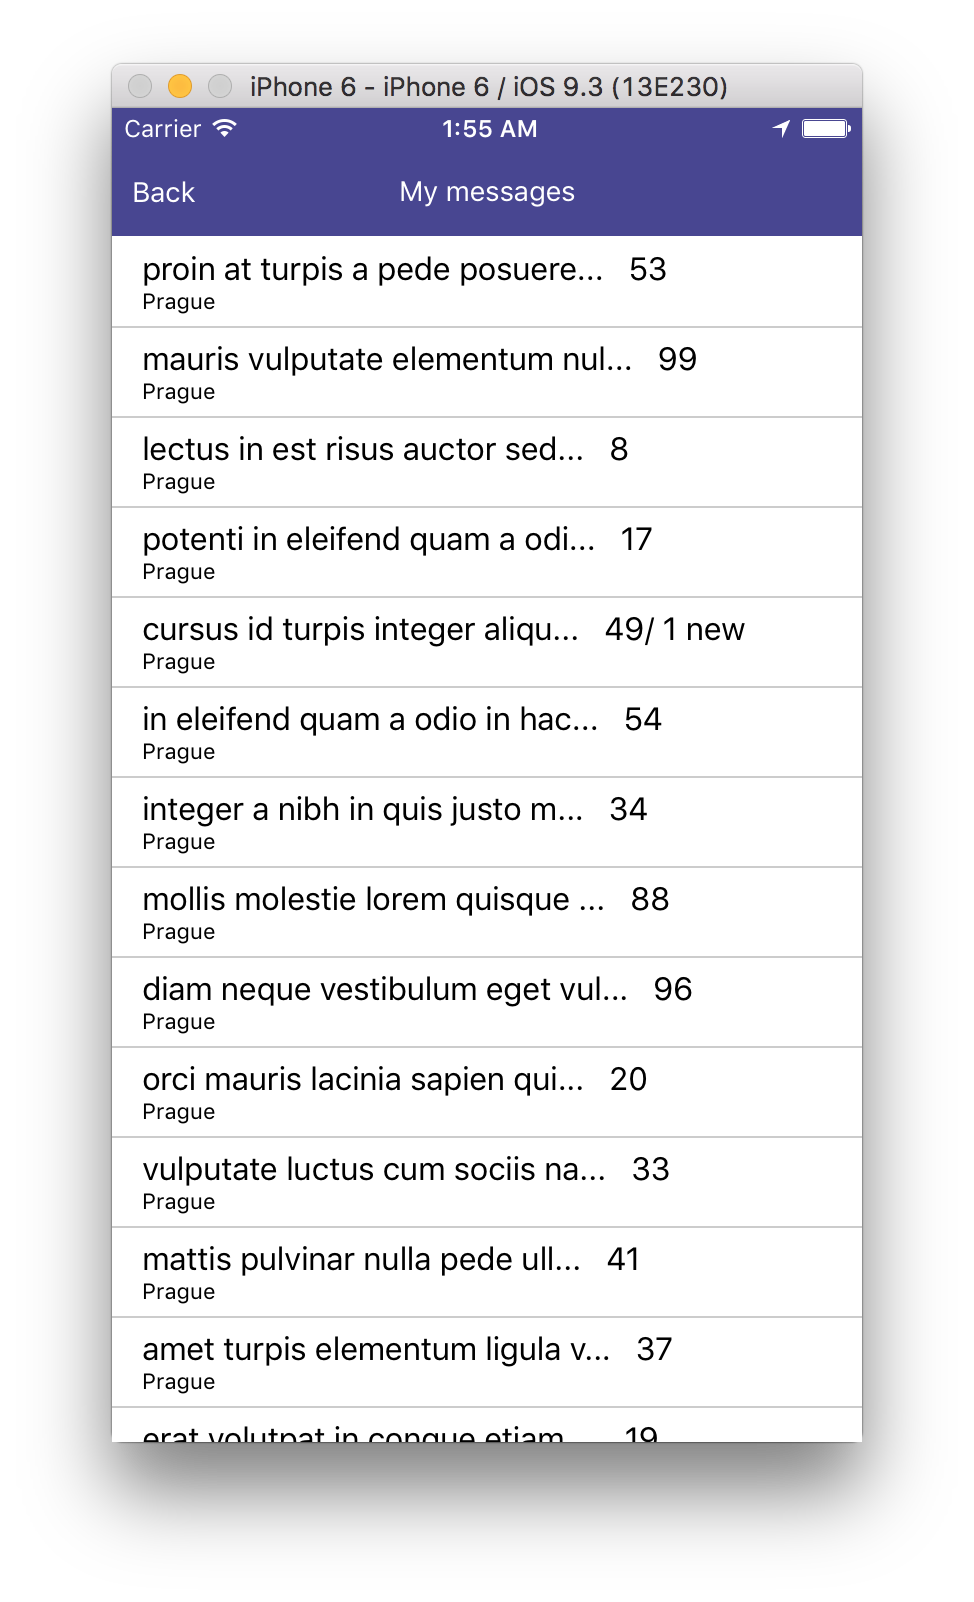 iPhone 6 - iPhone 6 / iOS 9.3 (13E230)
Carrier 1:55 AM
Back My messages
proin at turpis a pede posuere... 53
Prague
mauris vulputate elementum nul... 99
Prague
lectus in est risus auctor sed... 8
Prague
potenti in eleifend quam a odi... 17
Prague
cursus id turpis integer aliqu... 49/ 1 new
Prague
in eleifend quam a odio in hac... 54
Prague
integer a nibh in quis justo m... 34
Prague
mollis molestie lorem quisque ... 88
Prague
diam neque vestibulum eget vul... 96
Prague
orci mauris lacinia sapien qui... 20
Prague
vulputate luctus cum sociis na... 33
Prague
mattis pulvinar nulla pede ull... 41
Prague
amet turpis elementum ligula v... 37
Prague
erat volutpat in congue etiam 19